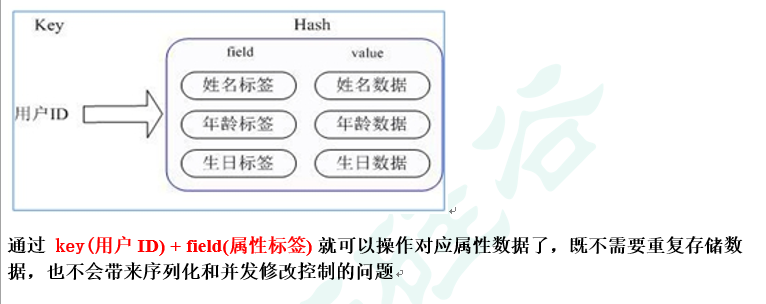 Key Hash
field value
姓名标签 姓名数据
用户ID 年龄标签 年龄数据
生日标签 生日数据
通过 key(用户 ID) + field(属性标签) 就可以操作对应属性数据了，既不需要重复存储数
据，也不会带来序列化和并发修改控制的问题